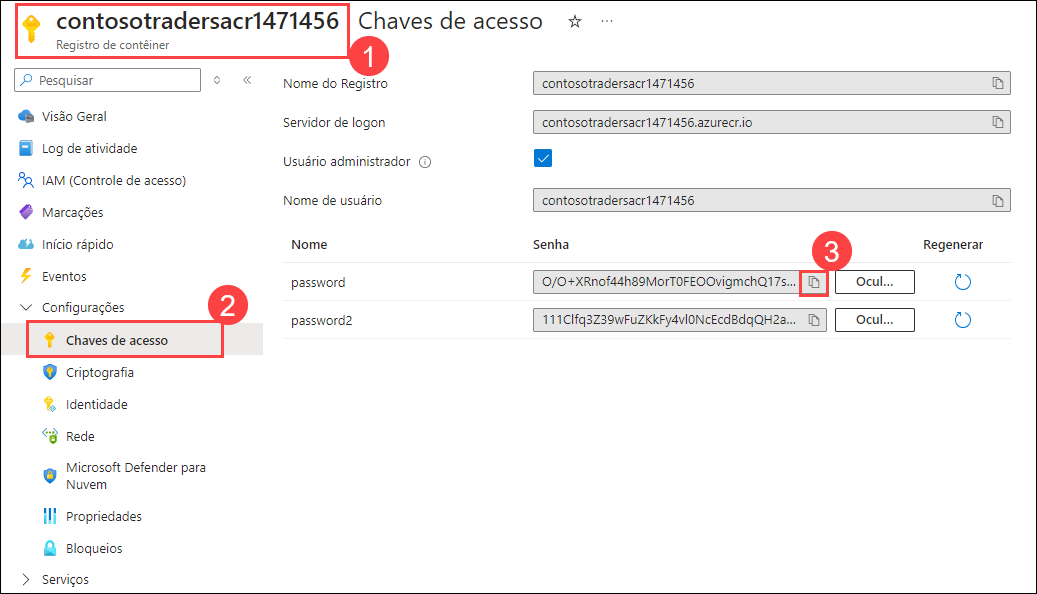 contosotradersacr1471456 Chaves de acesso
Registro de contêiner
1
Pesquisar
Visão Geral
Log de atividade
IAM (Controle de acesso)
Marcações
Início rápido
Eventos
Configurações
2
Chaves de acesso
Criptografia
Identidade
Rede
Microsoft Defender para
Nuvem
Propriedades
Bloqueios
Serviços
Nome do Registro contosotradersacr1471456
Servidor de logon contosotradersacr1471456.azurecr.io
Usuário administrador
Nome de usuário contosotradersacr1471456
Nome Senha Regenerar
3
password O/O+XRnof44h89MorT0FEOOvigmchQ17s... Ocul...
password2 111Clfq3Z39wFuZKkFy4vl0NcEcdBdqQH2a... Ocul...